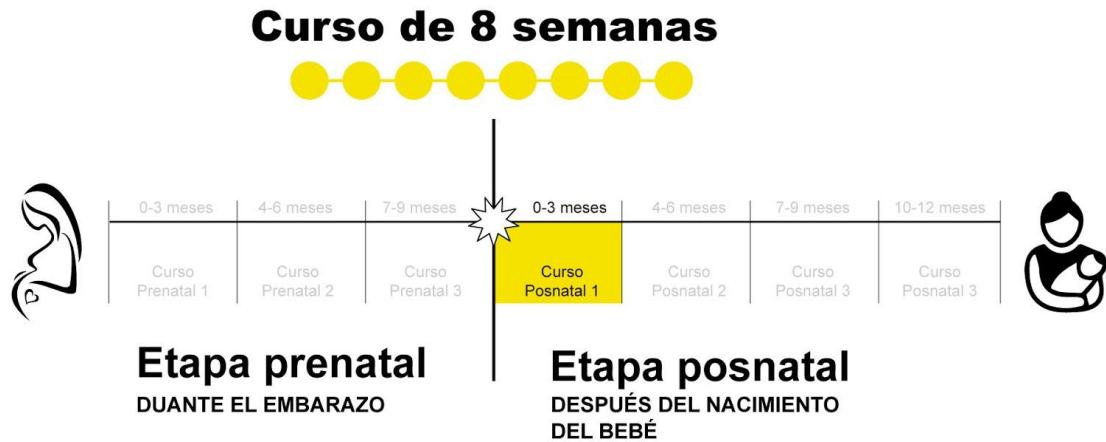 Curso de 8 semanas
0-3 meses
4-6 meses
7-9 meses
0-3 meses
4-6 meses
7-9 meses
10-12 meses
Curso
Prenatal 1
Curso
Prenatal 2
Curso
Prenatal 3
Curso
Posnatal 1
Curso
Posnatal 2
Curso
Posnatal 3
Curso
Posnatal 3
Etapa prenatal
DUANTE EL EMBARAZO
Etapa posnatal
DESPUÉS DEL NACIMIENTO
DEL BEBÉ